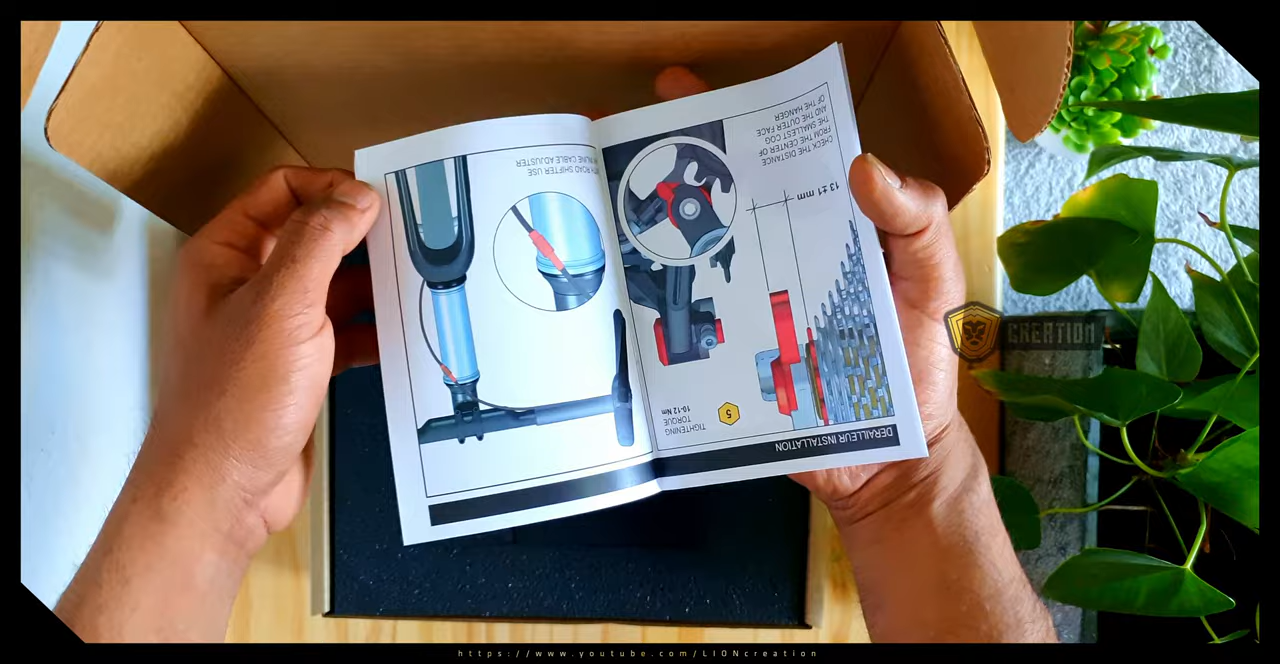 DERAILLEUR INSTALLATION
5
TIGHTENING
TORQUE
10-12 Nm
13 ±1 mm
CHECK THE DISTANCE
FROM THE CENTER OF
THE SMALLEST COG
AND THE OUTER FACE
OF THE HANGER
ROAD SHIFTER USE
INLINE CABLE ADJUSTER
CREATION
https://www.youtube.com/LIONcreation